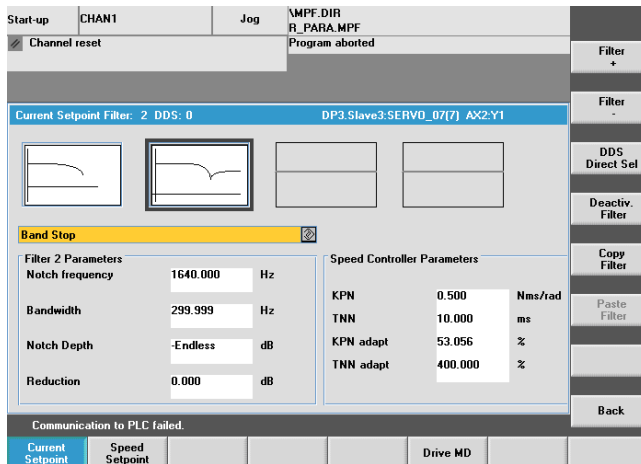 Start-up CHAN1 Jog \MPF.DIR
R_PARA.MPF
Channel reset Program aborted
Filter
+
Current Setpoint Filter: 2 DDS: 0 DP3.Slave3:SERVO_07(7) AX2:Y1
Filter
-
DDS
Direct Sel
Deactiv.
Filter
Band Stop
Filter 2 Parameters
Notch frequency 1640.000 Hz
Bandwidth 299.999 Hz
Notch Depth -Endless dB
Reduction 0.000 dB
Speed Controller Parameters
KPN 0.500 Nms/rad
TNN 10.000 ms
KPN adapt 53.056 %
TNN adapt 400.000 %
Copy
Filter
Paste
Filter
Back
Communication to PLC failed.
Current
Setpoint
Speed
Setpoint
Drive MD